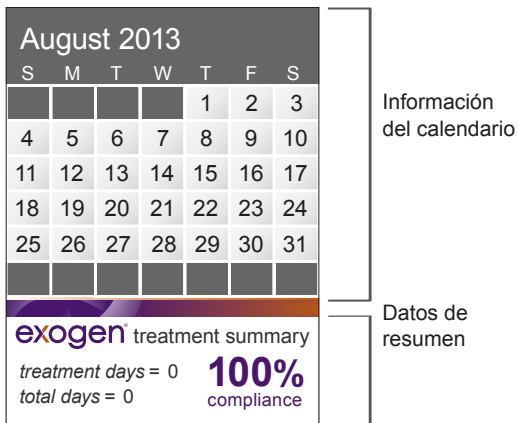 August 2013
S M T W T F S
1 2 3
4 5 6 7 8 9 10
11 12 13 14 15 16 17
18 19 20 21 22 23 24
25 26 27 28 29 30 31
Información
del calendario
exogen® treatment summary
treatment days = 0
total days = 0
100%
compliance
Datos de
resumen